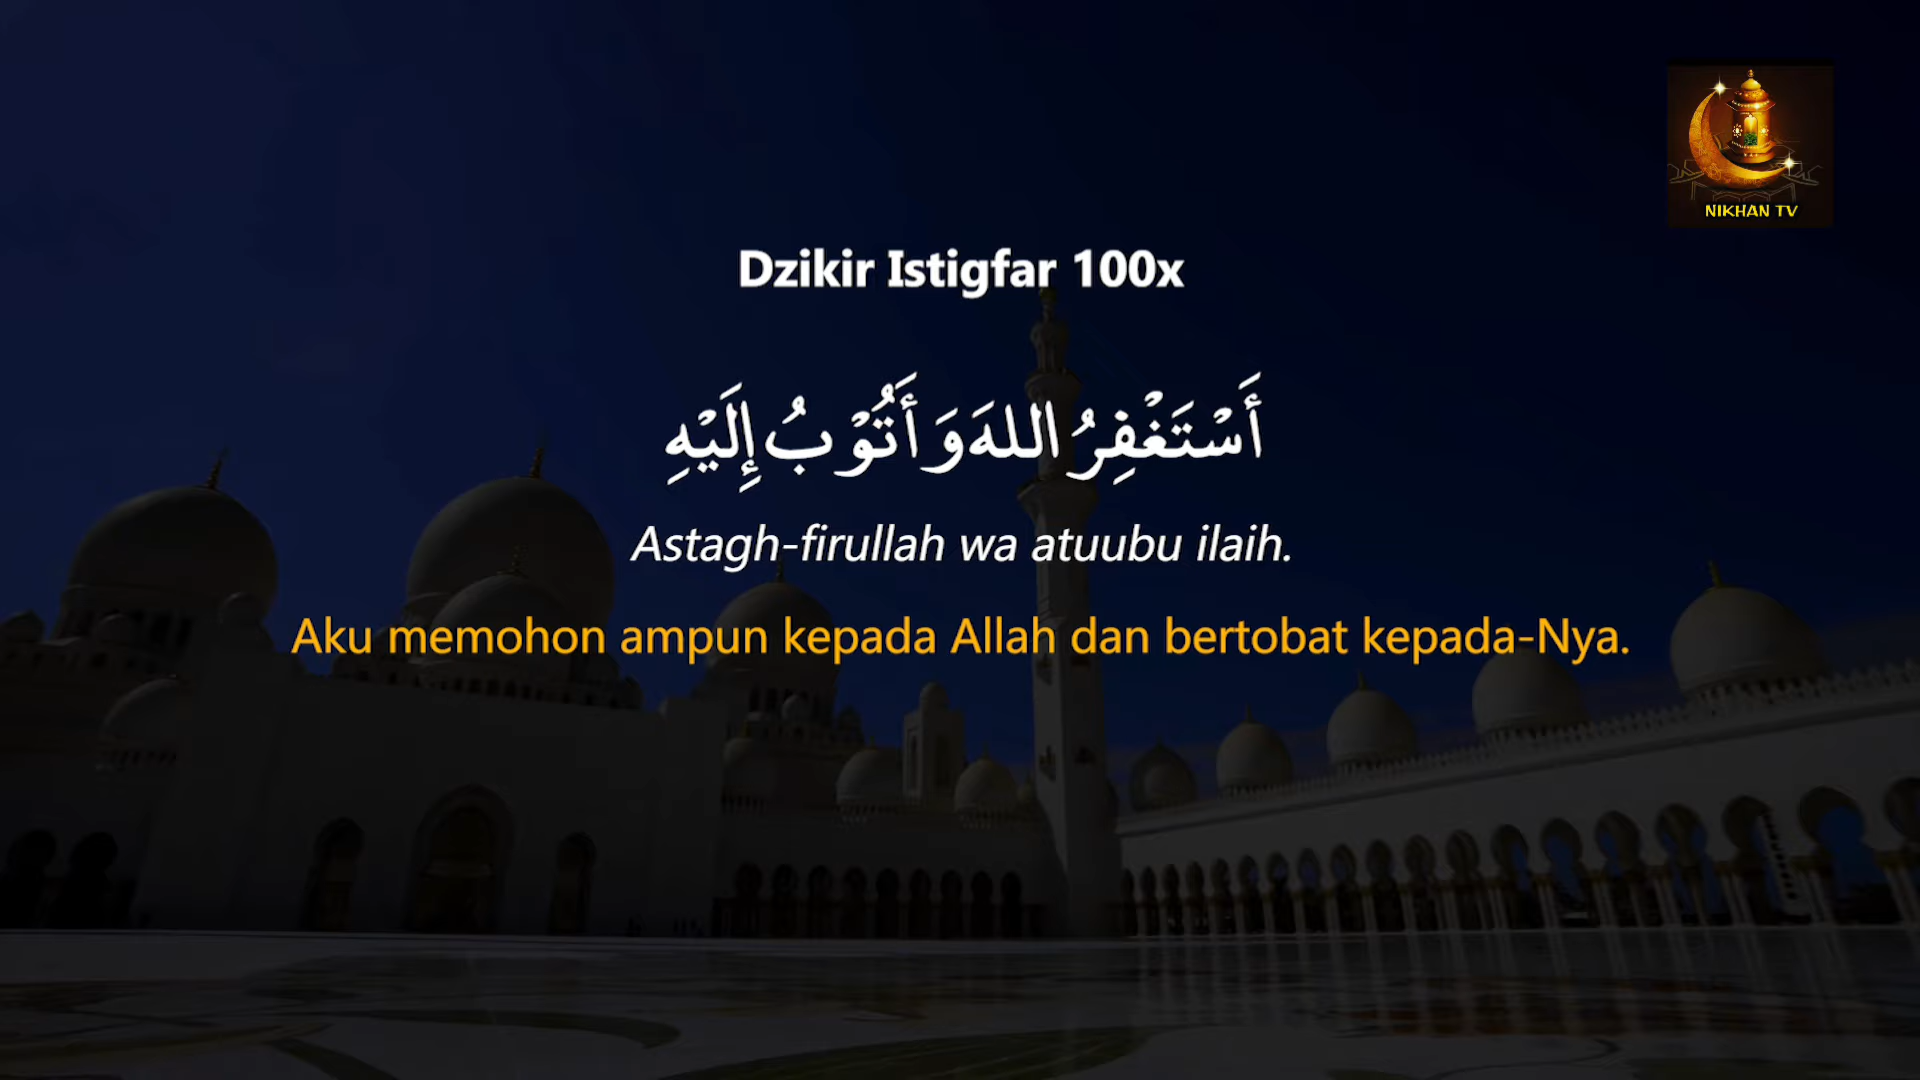 NIKHAN TV
Dzikir Istigfar 100x
أَسْتَغْفِرُ اللهَ وَ أَتُوْبُ إِلَيْهِ
Astagh-firullah wa atuubu ilaih.
Aku memohon ampun kepada Allah dan bertobat kepada-Nya.